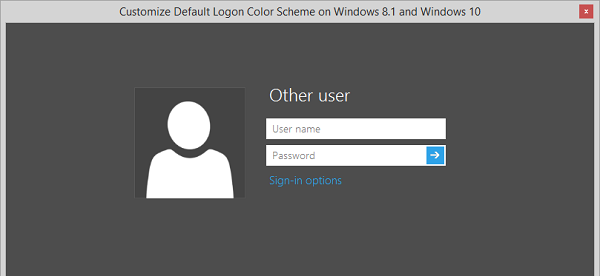 Customize Default Logon Color Scheme on Windows 8.1 and Windows 10
x
Other user
User name
Password
Sign-in options